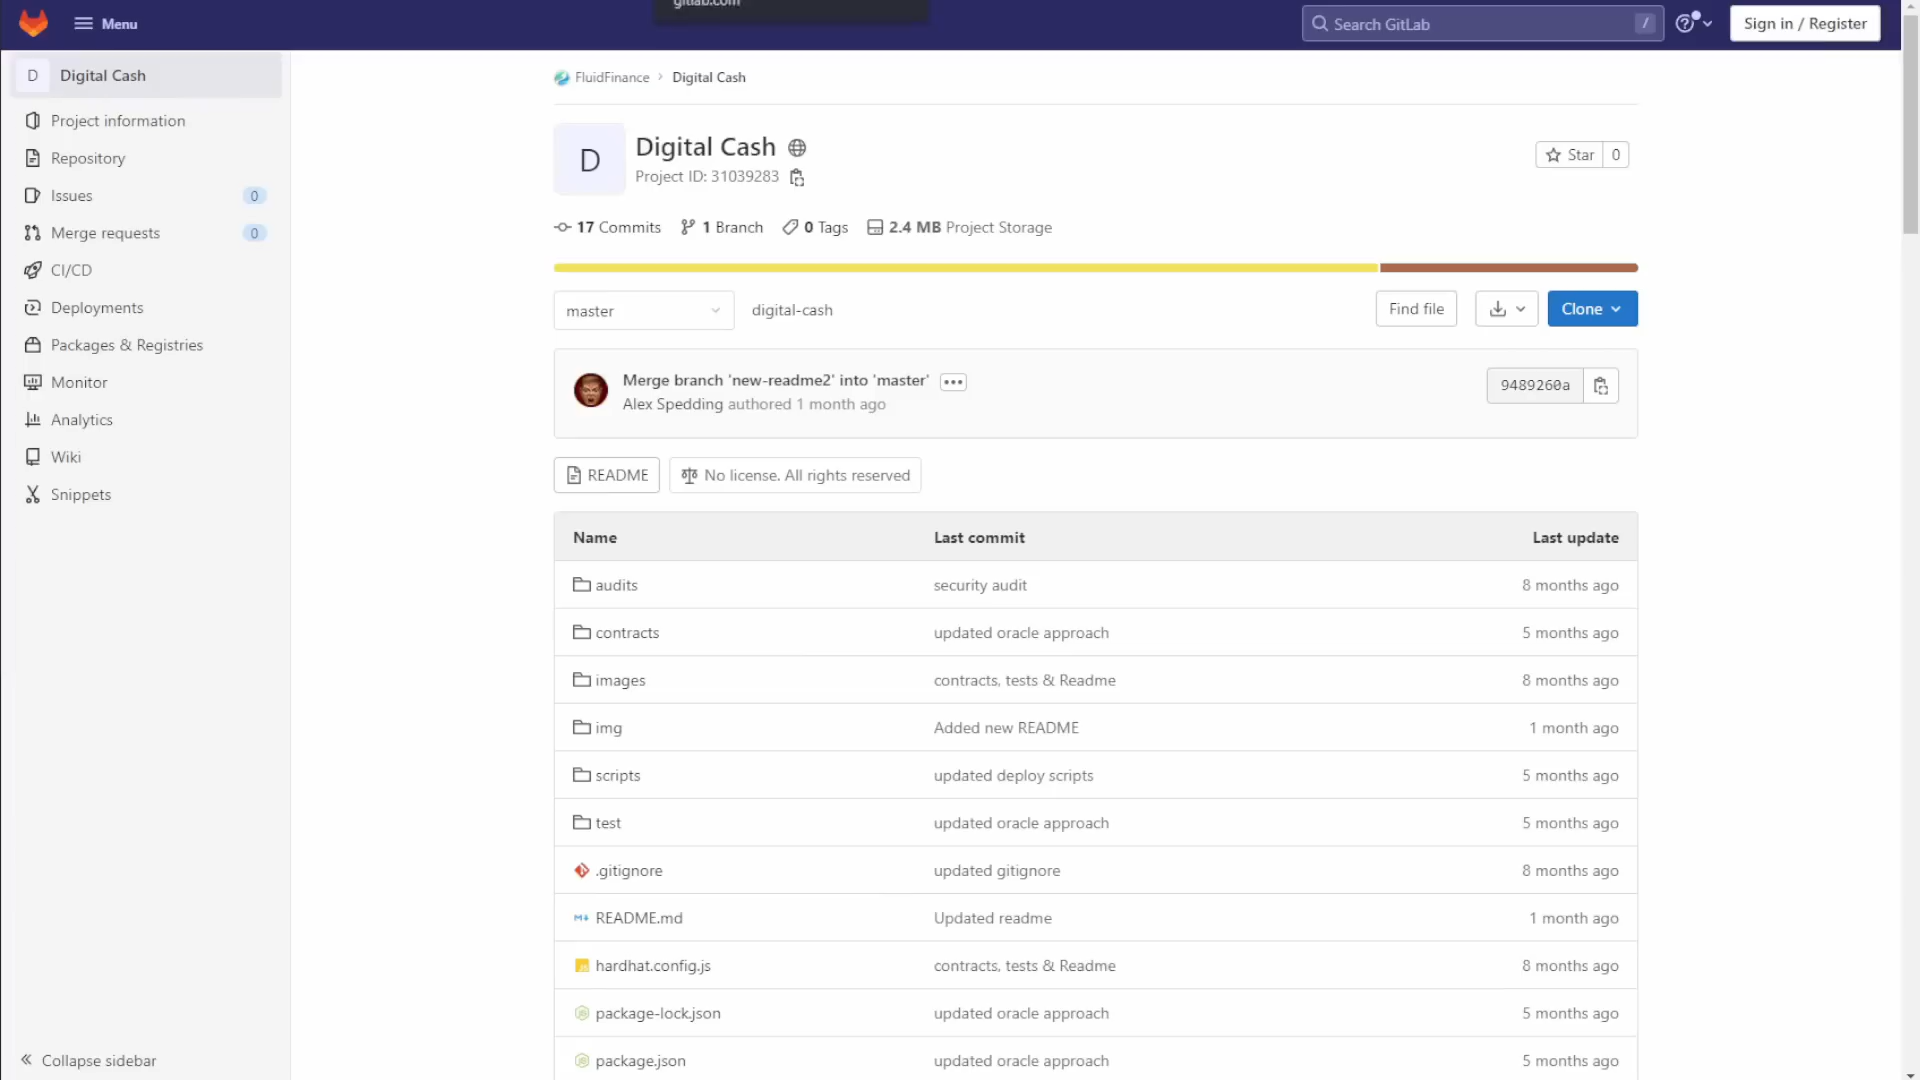 gitlab.com
Menu
Search GitLab
/
Sign in / Register
D
Digital Cash
Project information
Repository
Issues
0
Merge requests
0
CI/CD
Deployments
Packages & Registries
Monitor
Analytics
Wiki
Snippets
Collapse sidebar
FluidFinance
Digital Cash
D
Digital Cash
Project ID: 31039283
Star
0
17 Commits
1 Branch
0 Tags
2.4 MB Project Storage
master
digital-cash
Find file
Clone
Merge branch 'new-readme2' into 'master'
Alex Spedding authored 1 month ago
9489260a
README
No license. All rights reserved
Name Last commit Last update
audits security audit 8 months ago
contracts updated oracle approach 5 months ago
images contracts, tests & Readme 8 months ago
img Added new README 1 month ago
scripts updated deploy scripts 5 months ago
test updated oracle approach 5 months ago
.gitignore updated gitignore 8 months ago
README.md Updated readme 1 month ago
hardhat.config.js contracts, tests & Readme 8 months ago
package-lock.json updated oracle approach 5 months ago
package.json updated oracle approach 5 months ago